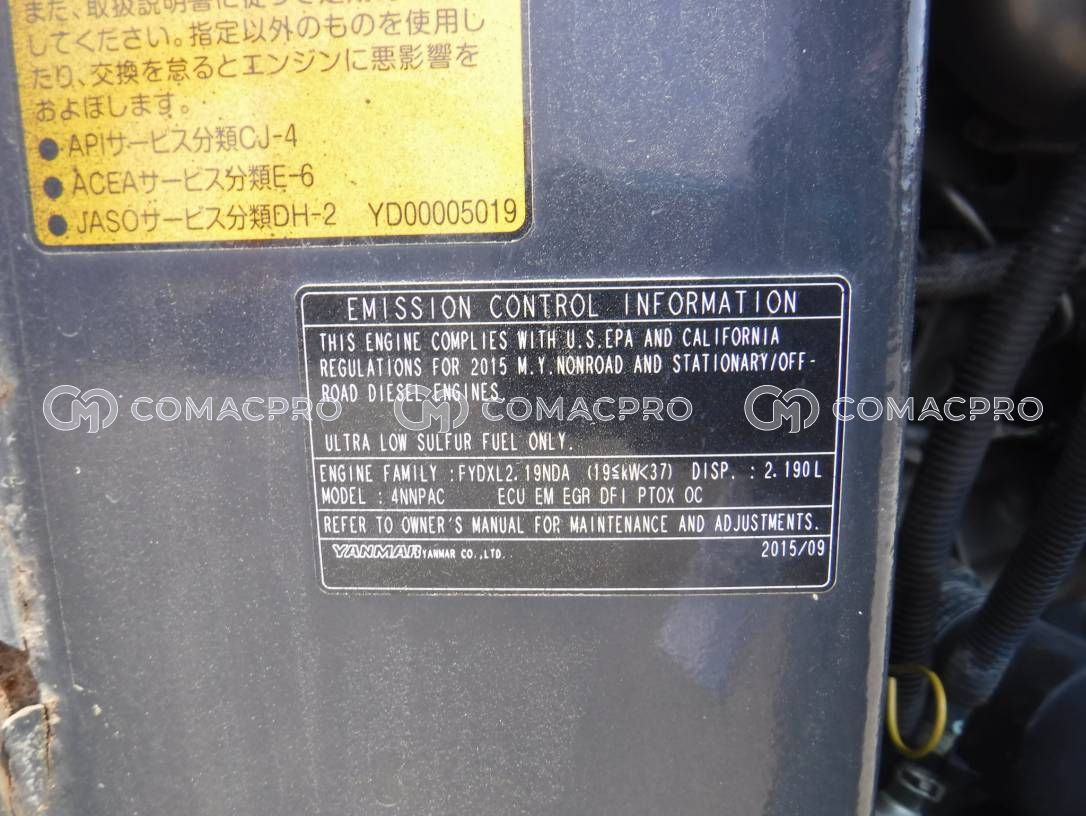 また、取扱説明書に従って定期
してください。指定以外のものを使用し
たり、交換を怠るとエンジンに悪影響を
およぼします。
● APIサービス分類CJ-4
● ACEAサービス分類E-6
● JASOサービス分類DH-2 YD00005019
EMISSION CONTROL INFORMATION
THIS ENGINE COMPLIES WITH U.S.EPA AND CALIFORNIA
REGULATIONS FOR 2015 M.Y.NONROAD AND STATIONARY/OFF-
ROAD DIESEL ENGINES.
COMACPRO COMACPRO COMACPRO
ULTRA LOW SULFUR FUEL ONLY.
ENGINE FAMILY :FYDXL2.19NDA (19≦kW<37) DISP. : 2.190L
MODEL : 4NNPAC ECU EM EGR DFI PTOX OC
REFER TO OWNER'S MANUAL FOR MAINTENANCE AND ADJUSTMENTS.
YANMAR YANMAR CO.,LTD. 2015/09